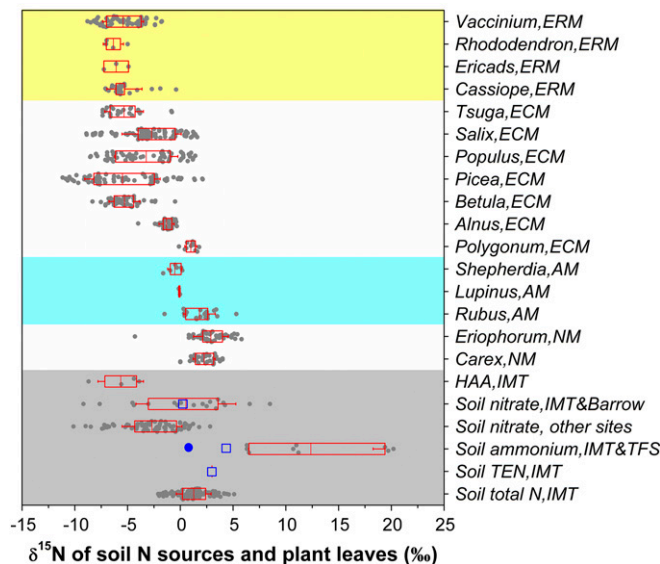 Vaccinium,ERM
Rhododendron,ERM
Ericads,ERM
Cassiope,ERM
Tsuga,ECM
Salix,ECM
Populus,ECM
Picea,ECM
Betula,ECM
Alnus,ECM
Polygonum,ECM
Shepherdia,AM
Lupinus,AM
Rubus,AM
Eriophorum,NM
Carex,NM
HAA,IMT
Soil nitrate,IMT&Barrow
Soil nitrate, other sites
Soil ammonium,IMT&TFS
Soil TEN,IMT
Soil total N,IMT
-15 -10 -5 0 5 10 15 20 25
δ¹⁵N of soil N sources and plant leaves (‰)